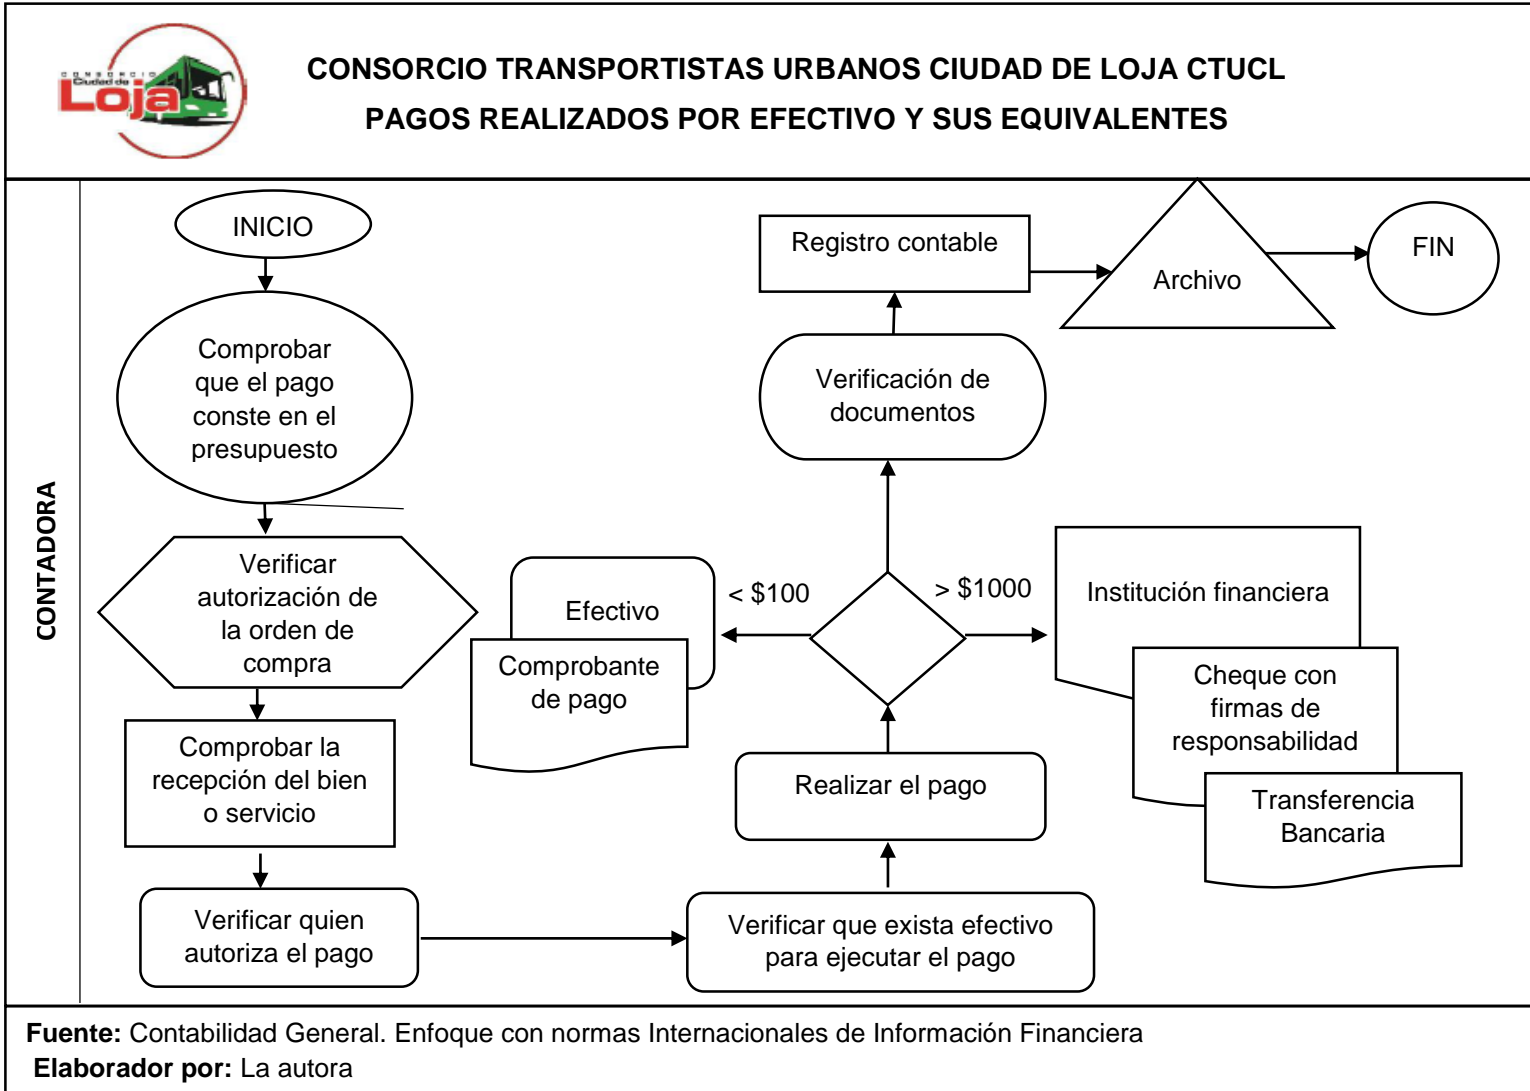 CONSORCIO
Ciudad de
Loja
CONSORCIO TRANSPORTISTAS URBANOS CIUDAD DE LOJA CTUCL
PAGOS REALIZADOS POR EFECTIVO Y SUS EQUIVALENTES
CONTADORA
INICIO
Comprobar
que el pago
conste en el
presupuesto
Verificar
autorización de
la orden de
compra
Comprobar la
recepción del bien
o servicio
Verificar quien
autoriza el pago
Verificar que exista efectivo
para ejecutar el pago
Realizar el pago
< $100
Efectivo
Comprobante
de pago
> $1000
Institución financiera
Cheque con
firmas de
responsabilidad
Transferencia
Bancaria
Verificación de
documentos
Registro contable
Archivo
FIN
Fuente: Contabilidad General. Enfoque con normas Internacionales de Información Financiera
Elaborador por: La autora